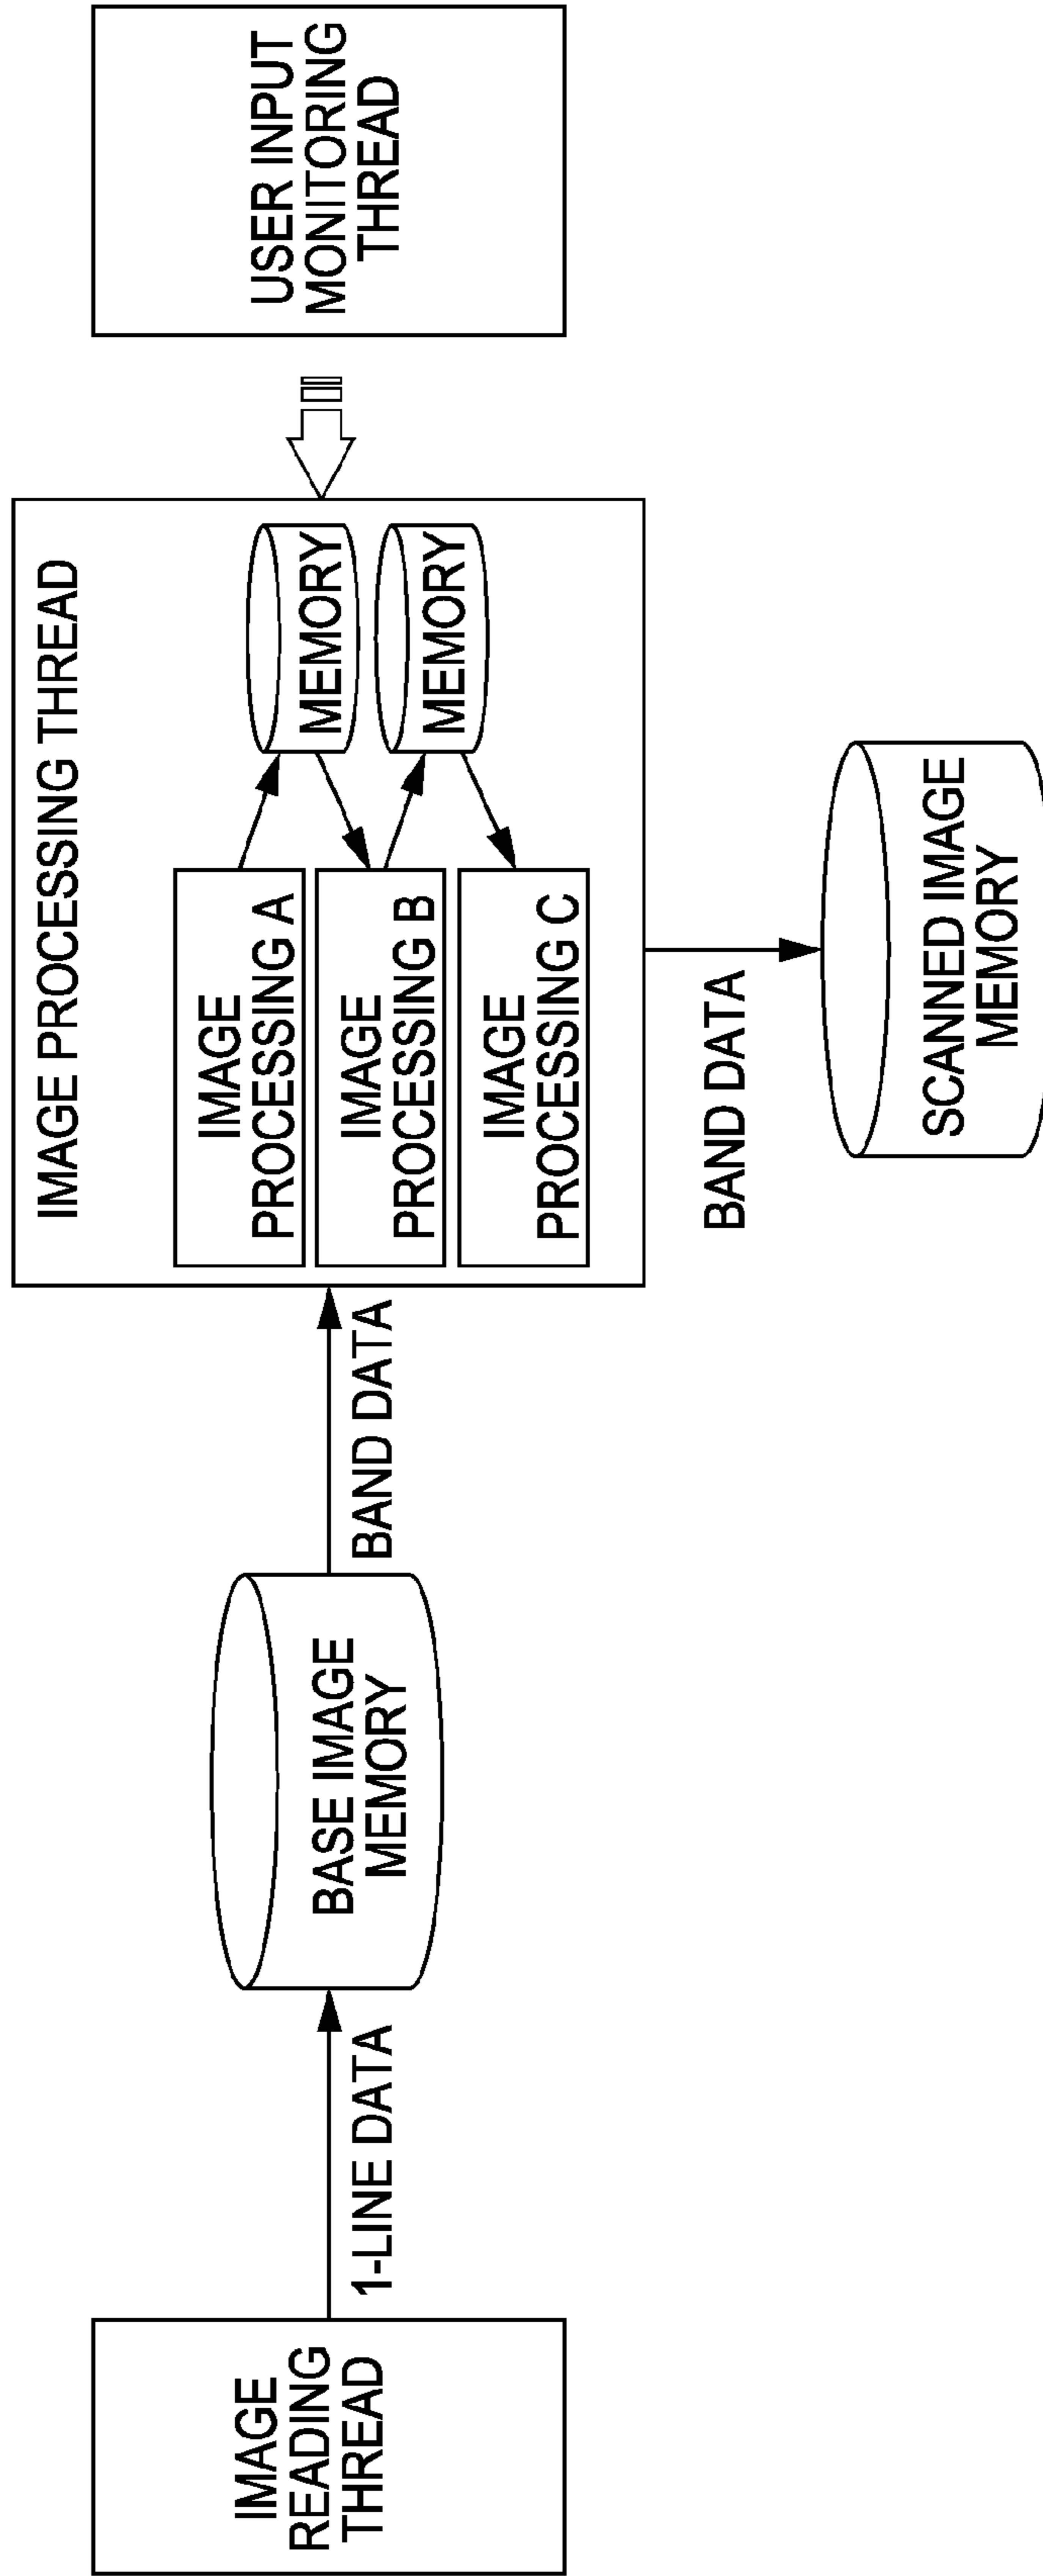 IMAGE
READING
THREAD
1-LINE DATA
BASE IMAGE
MEMORY
BAND DATA
IMAGE PROCESSING THREAD
IMAGE
PROCESSING A
IMAGE
PROCESSING B
IMAGE
PROCESSING C
MEMORY
MEMORY
BAND DATA
SCANNED IMAGE
MEMORY
USER INPUT
MONITORING
THREAD